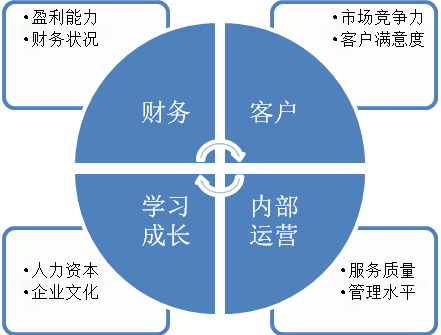 •盈利能力
•财务状况
•市场竞争力
•客户满意度
财务
客户
学习
成长
内部
运营
•人力资本
•企业文化
•服务质量
•管理水平